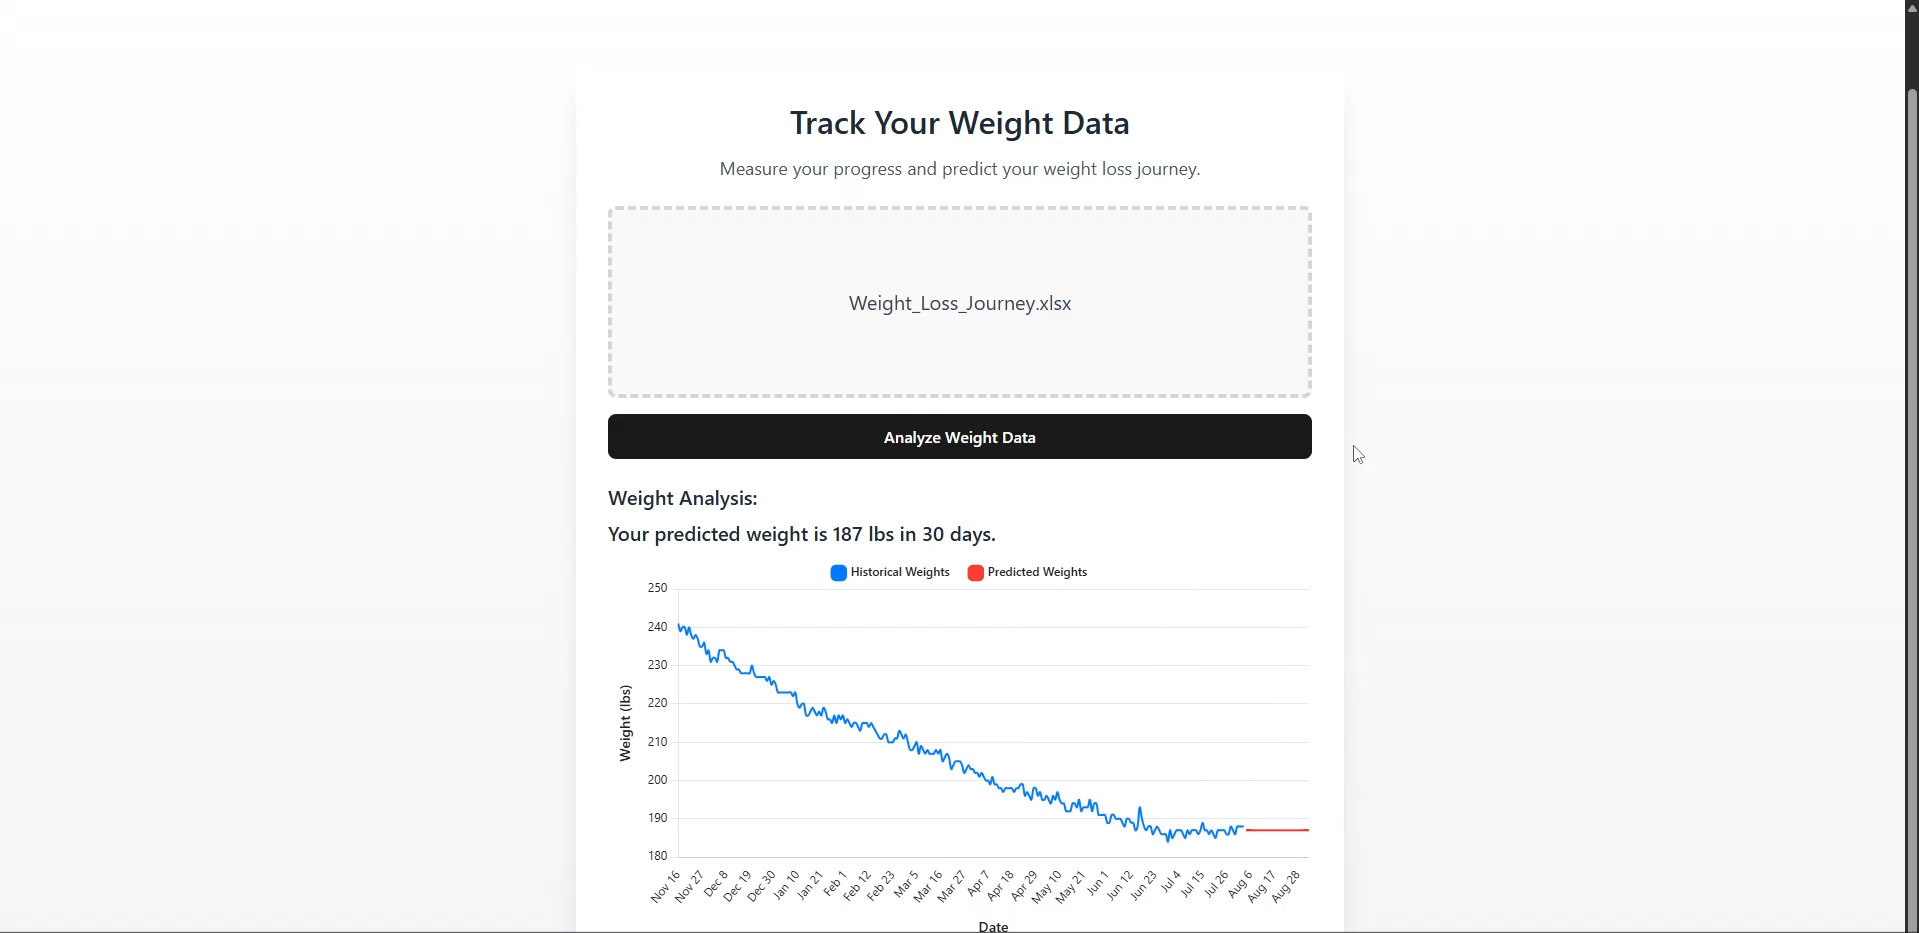 Track Your Weight Data
Measure your progress and predict your weight loss journey.
Weight_Loss_Journey.xlsx
Analyze Weight Data
Weight Analysis:
Your predicted weight is 187 lbs in 30 days.
Historical Weights Predicted Weights
250
240
230
220
210
200
190
180
Weight (lbs)
Nov 16 Nov 27 Dec 8 Dec 19 Dec 30 Jan 10 Jan 21 Feb 1 Feb 12 Feb 23 Mar 5 Mar 16 Mar 27 Apr 7 Apr 18 Apr 29 May 10 May 21 Jun 1 Jun 12 Jun 23 Jul 4 Jul 15 Jul 26 Aug 6 Aug 17 Aug 28
Date